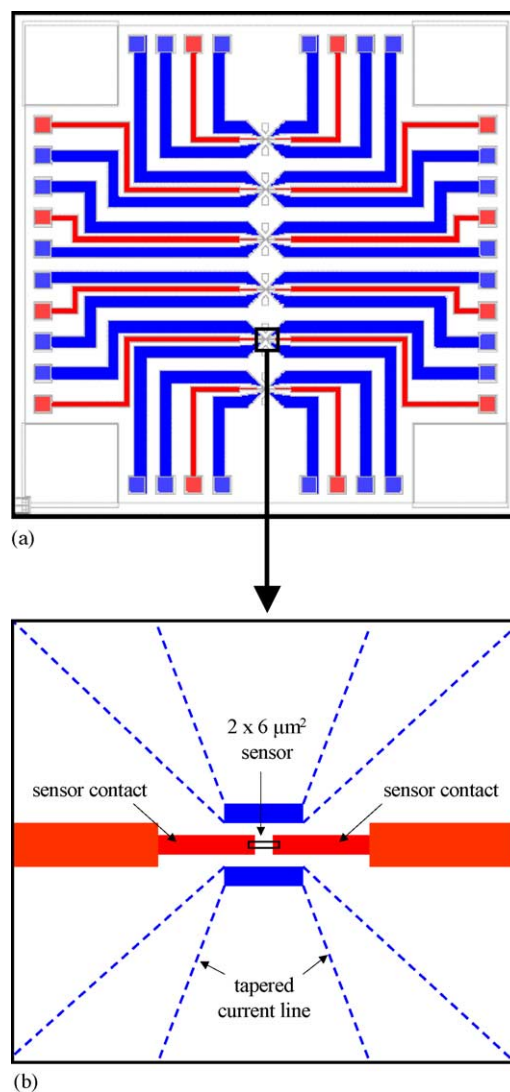 (a)
2 x 6 μm²
sensor
sensor contact
sensor contact
tapered
current line
(b)